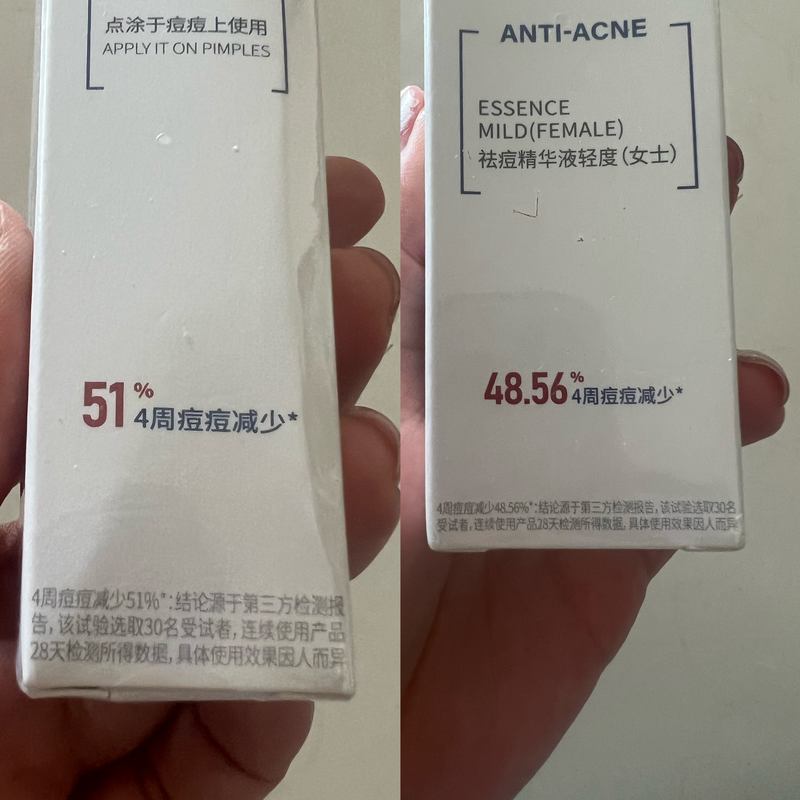 点涂于痘痘上使用
APPLY IT ON PIMPLES
51%
4周痘痘减少*
4周痘痘减少51%*:结论源于第三方检测报
告,该试验选取30名受试者,连续使用产品
28天检测所得数据,具体使用效果因人而异
ANTI-ACNE
ESSENCE
MILD(FEMALE)
祛痘精华液轻度(女士)
48.56%
4周痘痘减少*
4周痘痘减少48.56%*:结论源于第三方检测报告,该试验选取30名
受试者,连续使用产品28天检测所得数据,具体使用效果因人而异